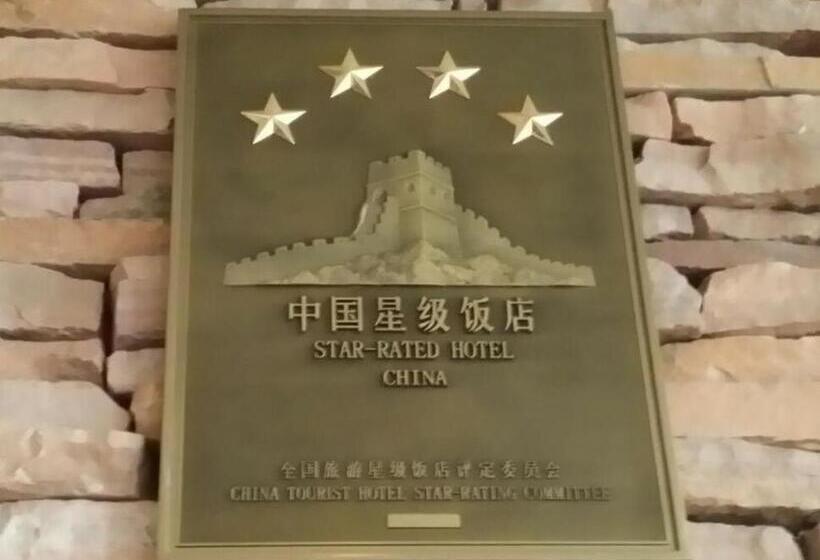 中国星级饭店
STAR-RATED HOTEL
CHINA
全国旅游星级饭店评定委员会
CHINA TOURIST HOTEL STAR-RATING COMMITTEE